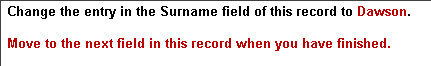 Change the entry in the Surname field of this record to Dawson.
Move to the next field in this record when you have finished.